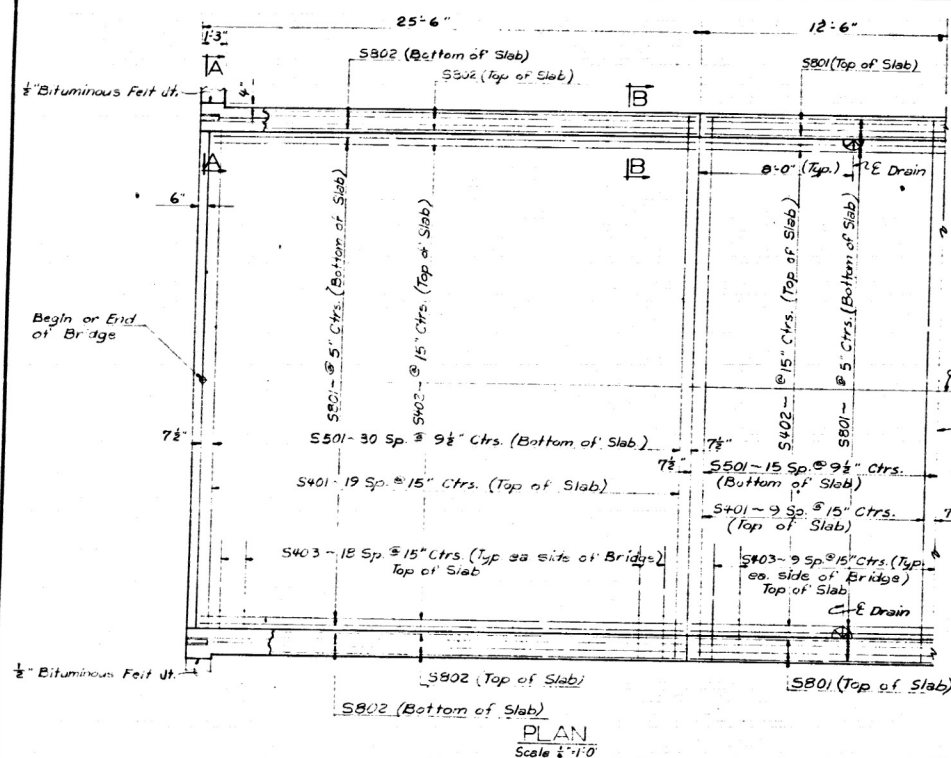 25'-6"
12'-6"
1'-3"
S802 (Bottom of Slab)
S802 (Top of Slab)
S801 (Top of Slab)
A
B
4"
½" Bituminous Felt Jt.
A
B
8'-0" (Typ.)
℄ Drain
6"
S801~ @ 5" Ctrs. (Bottom of Slab)
S402~ @ 15" Ctrs. (Top of Slab)
S402~ @ 15" Ctrs. (Top of Slab)
S801~ @ 5" Ctrs. (Bottom of Slab)
Begin or End
of Bridge
7½"
S501-30 Sp. @ 9½" Ctrs. (Bottom of Slab)
7½"
7½"
S501~15 Sp. @ 9½" Ctrs.
(Bottom of Slab)
S401-19 Sp. @ 15" Ctrs. (Top of Slab)
S401~9 Sp. @ 15" Ctrs.
(Top of Slab)
S403~18 Sp. @ 15" Ctrs. (Typ ea side of Bridge)
Top of Slab
S403~9 Sp. @ 15" Ctrs. (Typ.
ea. side of Bridge)
Top of Slab
℄ Drain
½" Bituminous Felt Jt.
S802 (Top of Slab)
S801 (Top of Slab)
S802 (Bottom of Slab)
PLAN
Scale